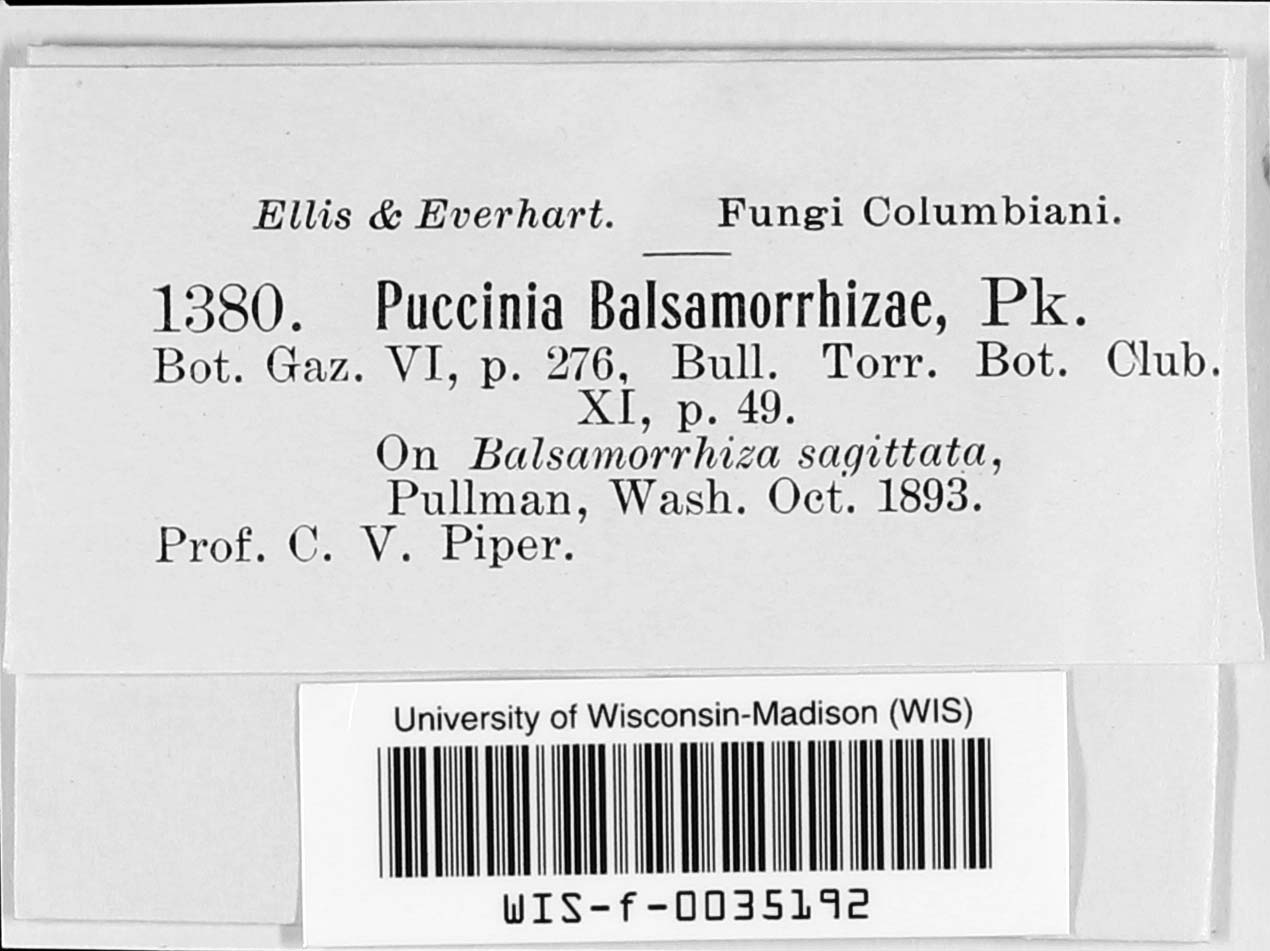 Ellis & Everhart. Fungi Columbiani.
1380. Puccinia Balsamorrhizae, Pk.
Bot. Gaz. VI, p. 276, Bull. Torr. Bot. Club.
XI, p. 49.
On Balsamorrhiza sagittata,
Pullman, Wash. Oct. 1893.
Prof. C. V. Piper.
University of Wisconsin-Madison (WIS)
WIS-f-0035192